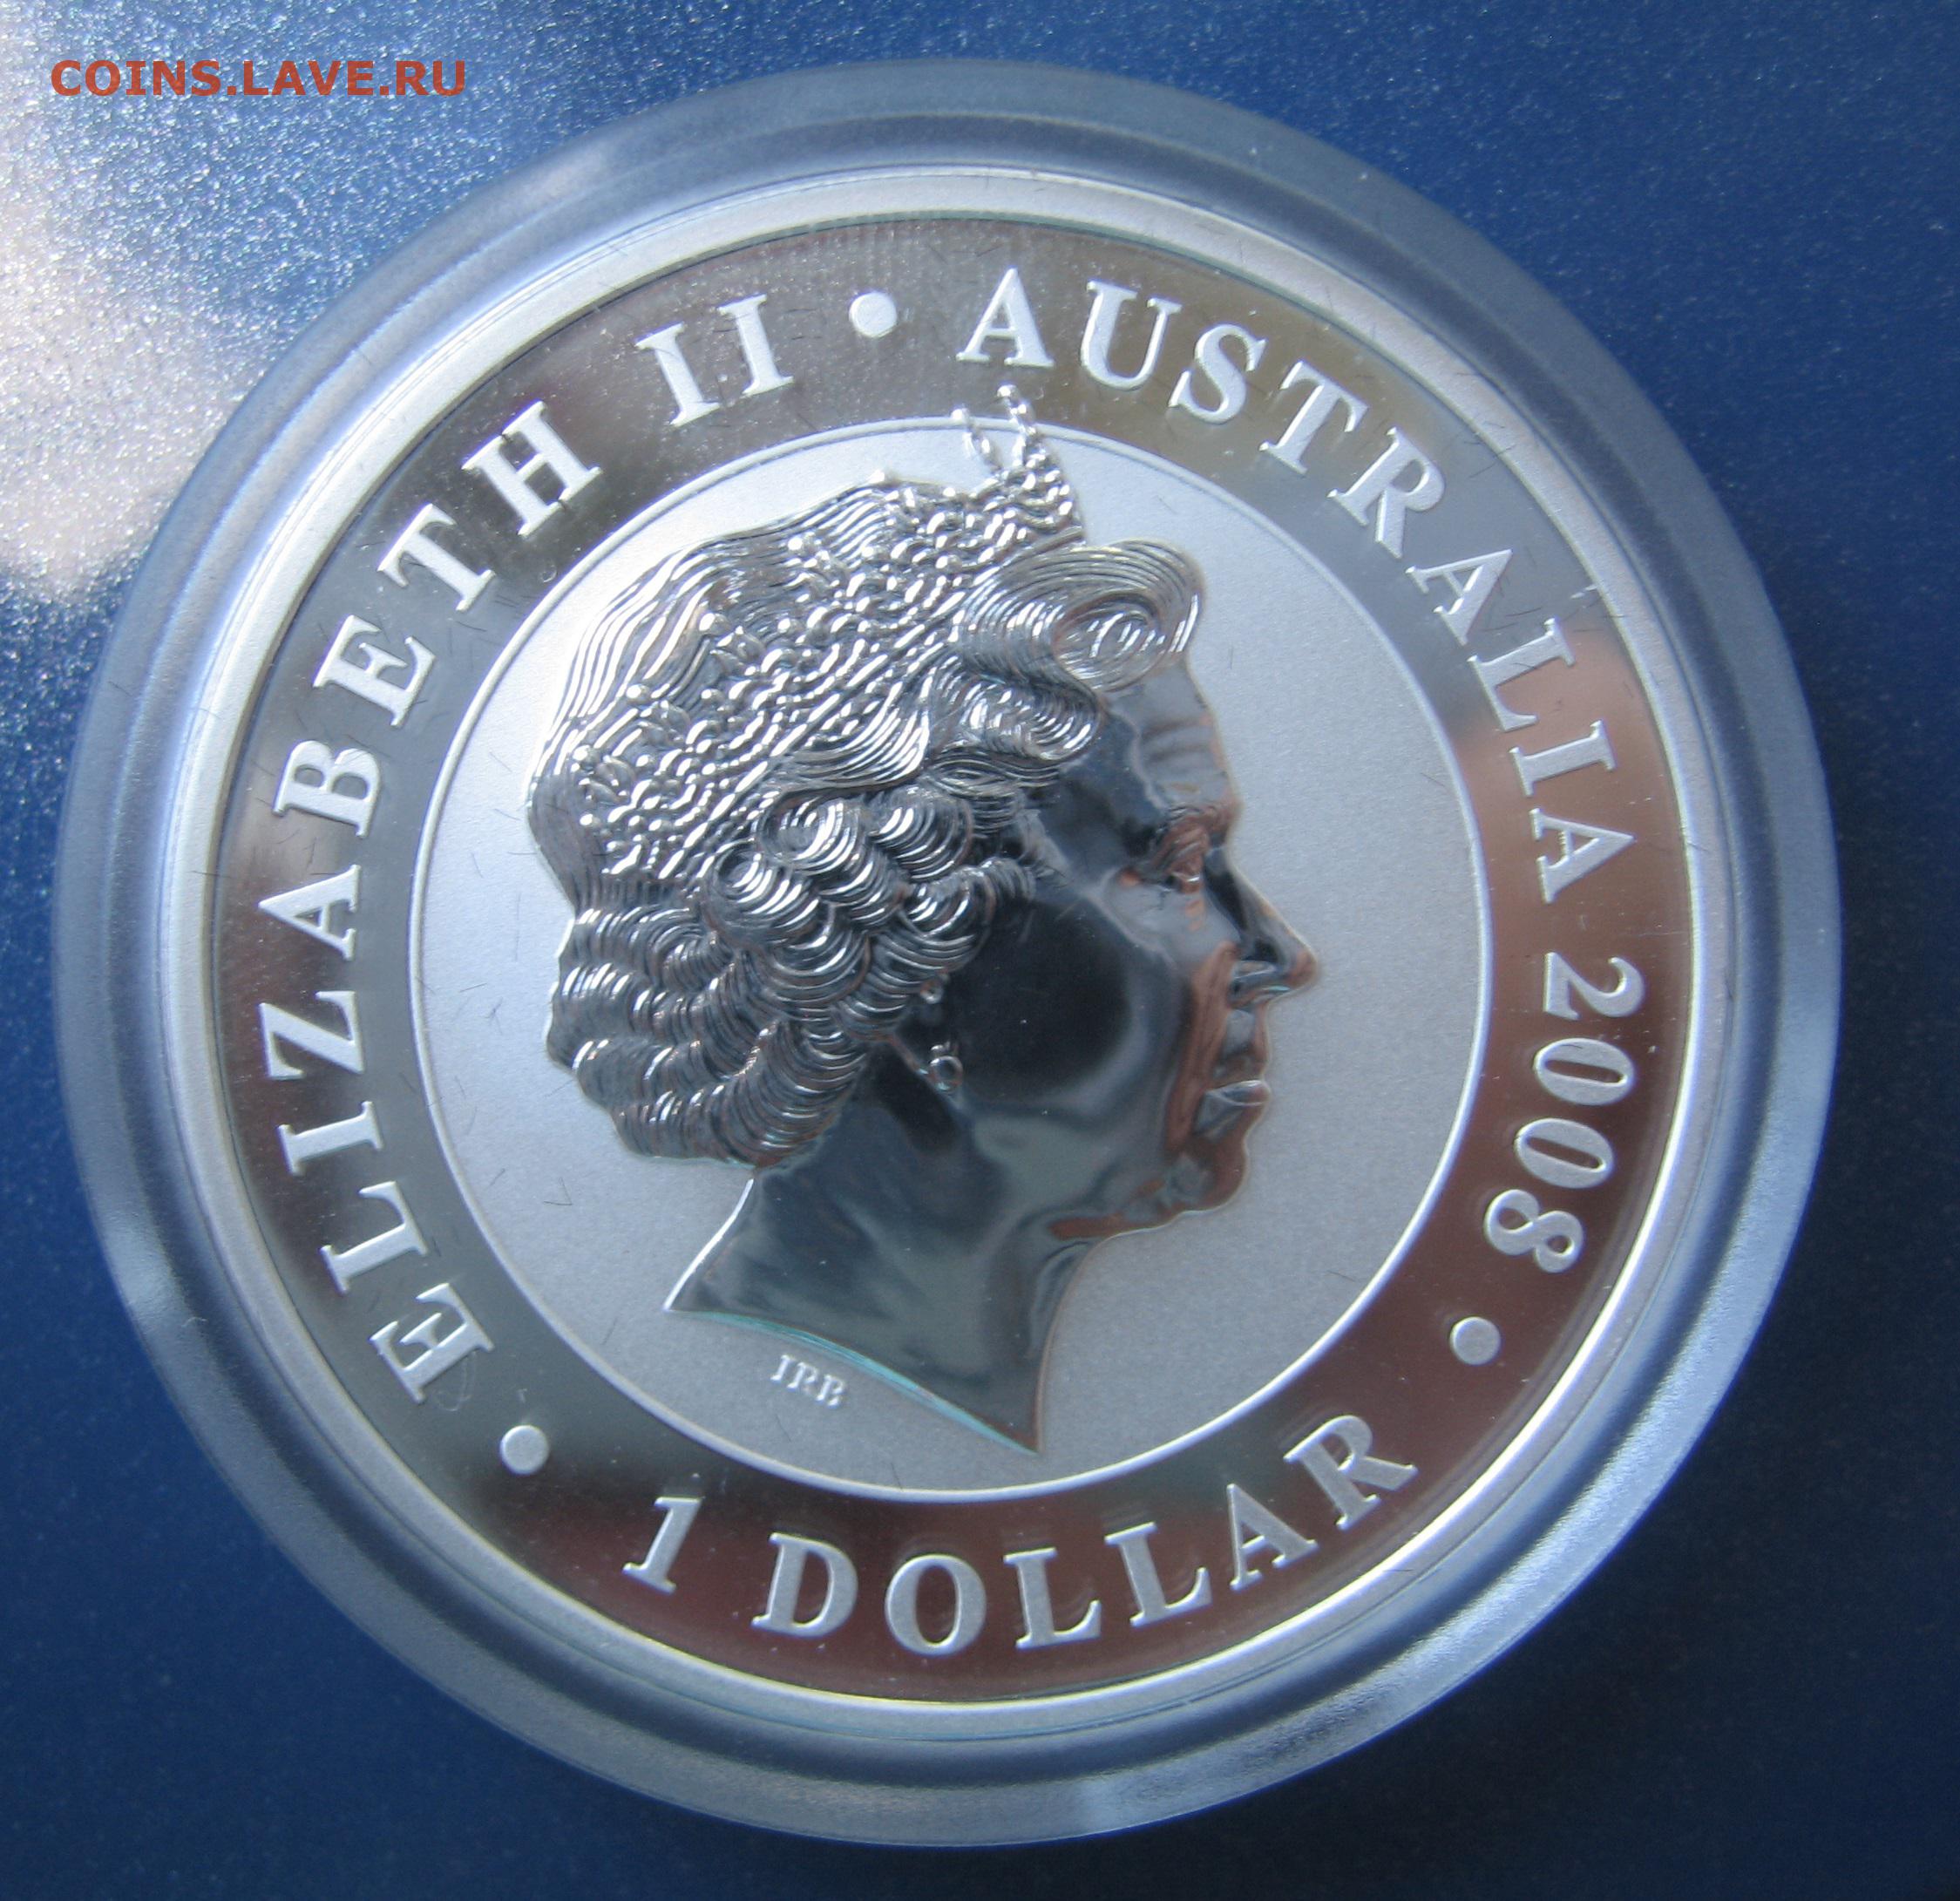 COINS.LAVE.RU
ELIZABETH II • AUSTRALIA 2008 •
1 DOLLAR •
IRB